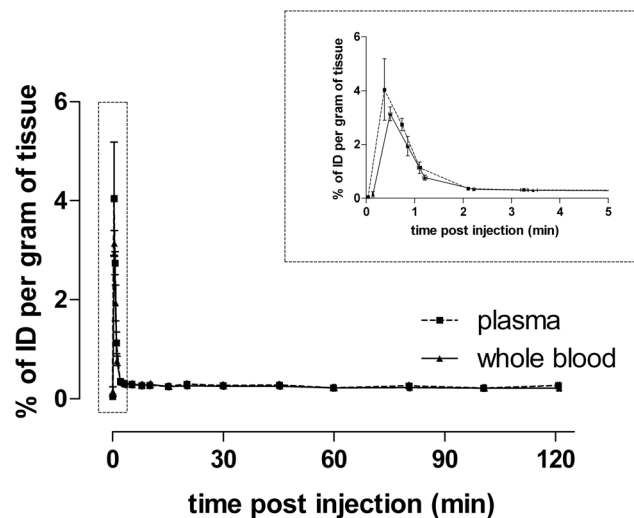 6
4
2
0
% of ID per gram of tissue
0 1 2 3 4 5
time post injection (min)
6
4
2
0
% of ID per gram of tissue
plasma
whole blood
0 30 60 90 120
time post injection (min)